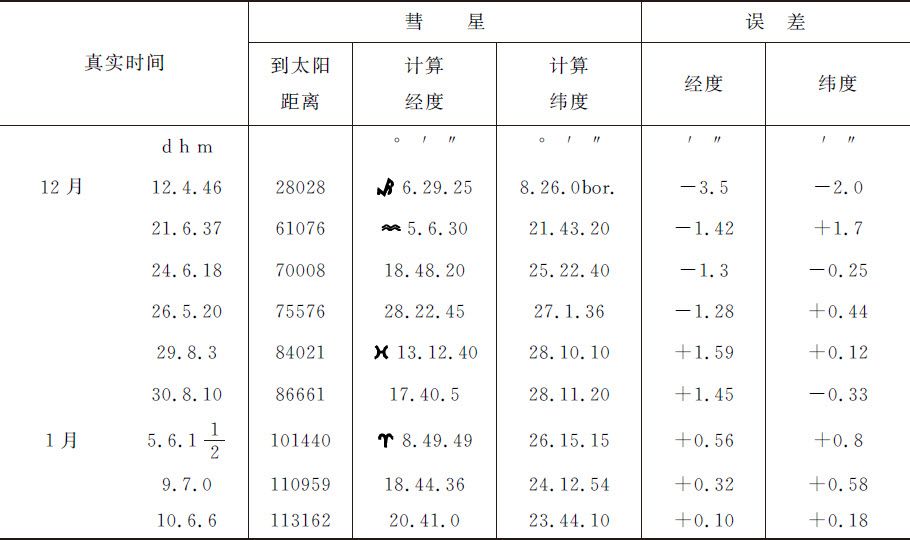 彗 星 误 差
真实时间 到太阳距离 计算经度 计算纬度 经度 纬度
d h m ° ′ ″ ° ′ ″ ′ ″ ′ ″
12月 12.4.46 28028 ♑ 6.29.25 8.26.0bor. −3.5 −2.0
21.6.37 61076 ♒ 5.6.30 21.43.20 −1.42 +1.7
24.6.18 70008 18.48.20 25.22.40 −1.3 −0.25
26.5.20 75576 28.22.45 27.1.36 −1.28 +0.44
29.8.3 84021 ♓ 13.12.40 28.10.10 +1.59 +0.12
30.8.10 86661 17.40.5 28.11.20 +1.45 −0.33
1月 5.6.1 1/2 101440 ♈ 8.49.49 26.15.15 +0.56 +0.8
9.7.0 110959 18.44.36 24.12.54 +0.32 +0.58
10.6.6 113162 20.41.0 23.44.10 +0.10 +0.18